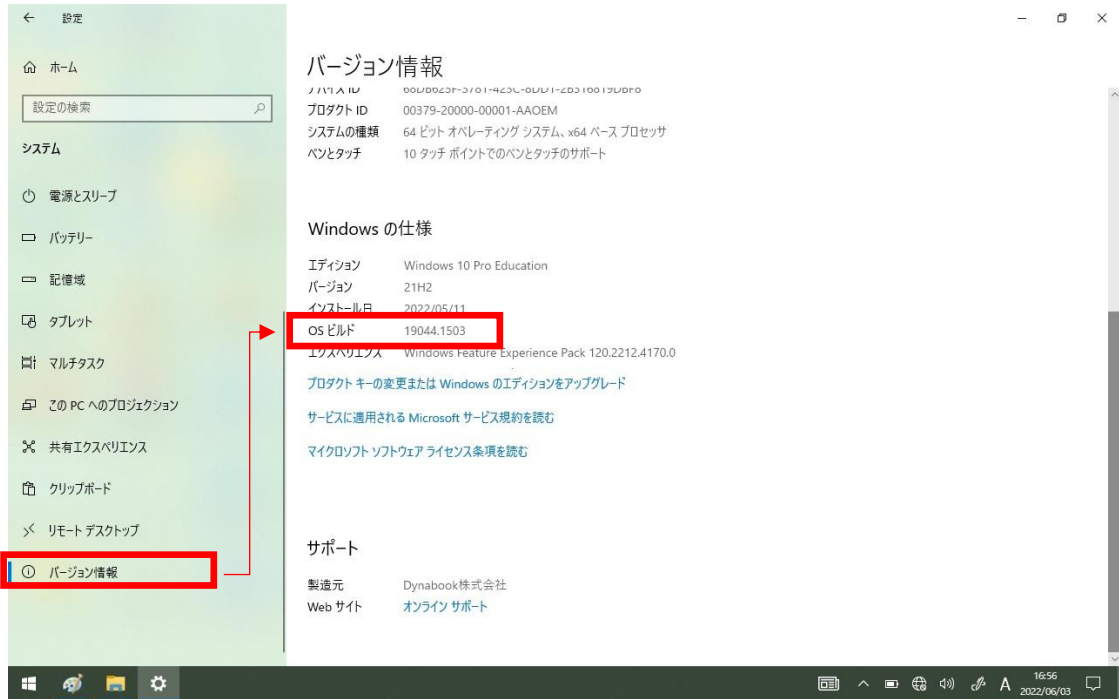 設定
ホーム
設定の検索
システム
電源とスリープ
バッテリー
記憶域
タブレット
マルチタスク
この PC へのプロジェクション
共有エクスペリエンス
クリップボード
リモート デスクトップ
バージョン情報
バージョン情報
デバイス ID
プロダクト ID 00379-20000-00001-AAOEM
システムの種類 64 ビット オペレーティング システム、x64 ベース プロセッサ
ペンとタッチ 10 タッチ ポイントでのペンとタッチのサポート
Windows の仕様
エディション Windows 10 Pro Education
バージョン 21H2
インストール日 2022/05/11
OS ビルド 19044.1503
エクスペリエンス Windows Feature Experience Pack 120.2212.4170.0
プロダクト キーの変更または Windows のエディションをアップグレード
サービスに適用される Microsoft サービス規約を読む
マイクロソフト ソフトウェア ライセンス条項を読む
サポート
製造元 Dynabook株式会社
Web サイト オンライン サポート
A
16:56
2022/06/03